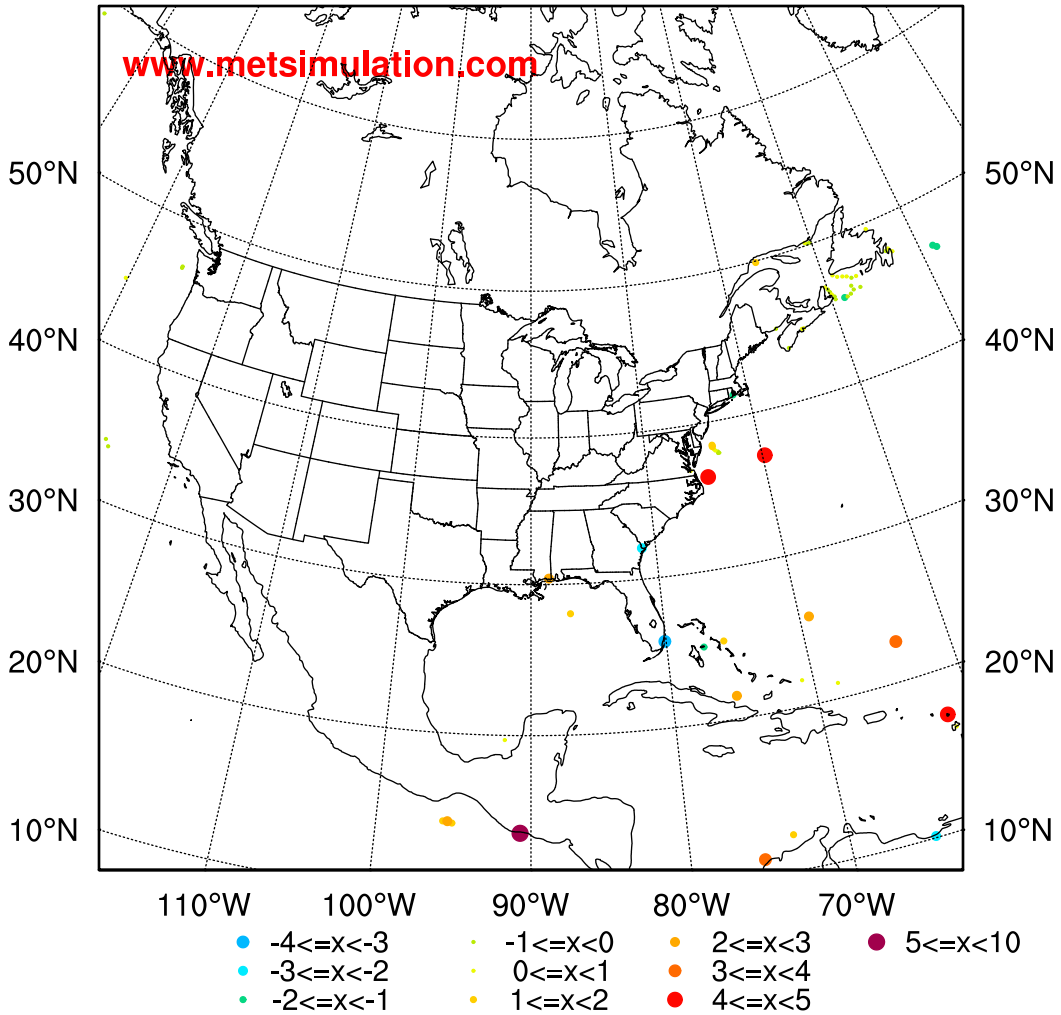 www.metsimulation.com
50°N 50°N
40°N 40°N
30°N 30°N
20°N 20°N
10°N 10°N
110°W 100°W 90°W 80°W 70°W
-4<=x<-3 -1<=x<0 2<=x<3 5<=x<10
-3<=x<-2 0<=x<1 3<=x<4
-2<=x<-1 1<=x<2 4<=x<5